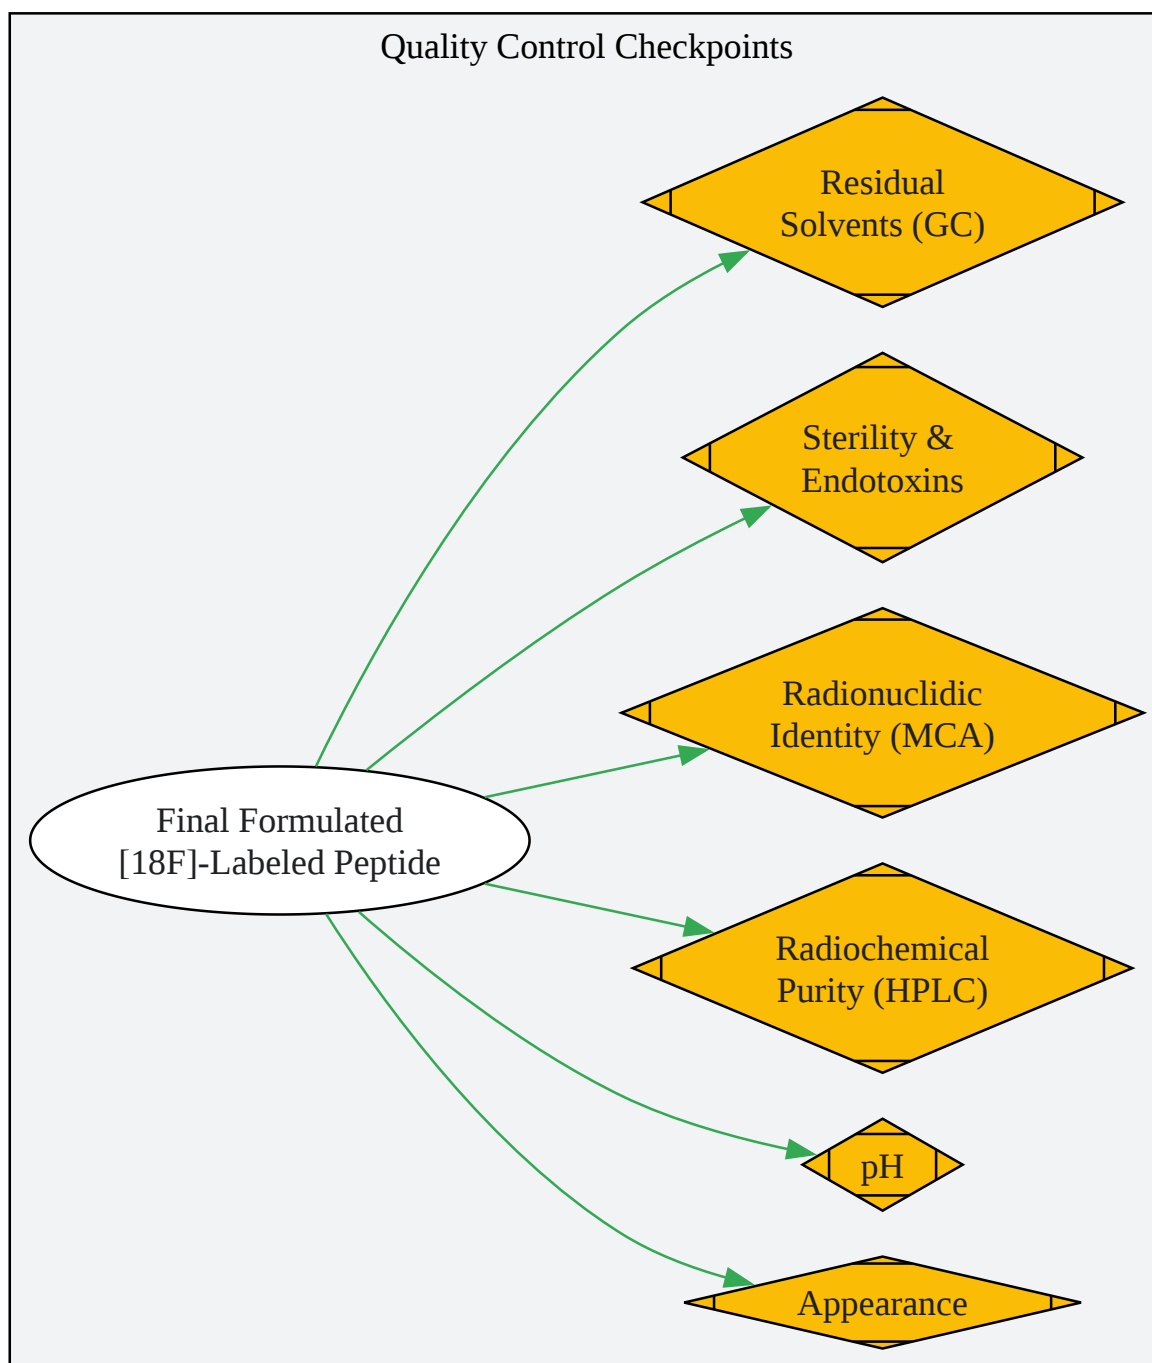 Quality Control Checkpoints
Residual
Solvents (GC)
Sterility &
Endotoxins
Radionuclidic
Identity (MCA)
Final Formulated
[18F]-Labeled Peptide
Radiochemical
Purity (HPLC)
pH
Appearance